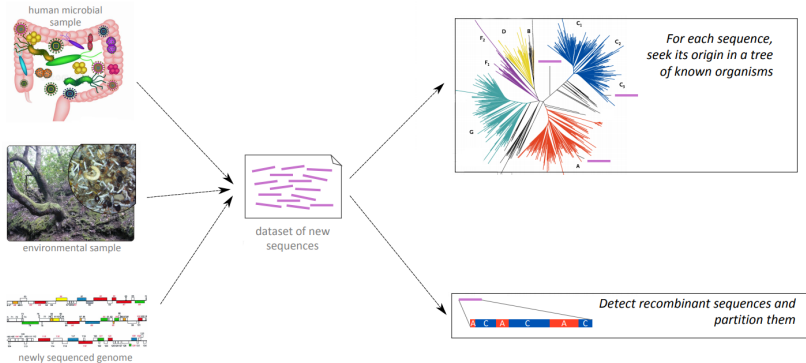 human microbial
sample
environmental sample
newly sequenced genome
dataset of new
sequences
For each sequence,
seek its origin in a tree
of known organisms
F₂
D
B
C₁
C₂
F₁
C₃
G
A
Detect recombinant sequences and
partition them
A C A C A C